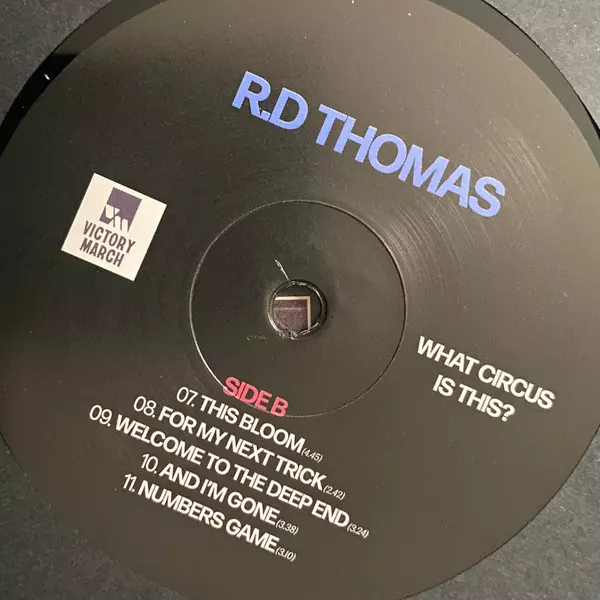 R.D THOMAS
VICTORY
MARCH
WHAT CIRCUS
IS THIS?
SIDE B
07. THIS BLOOM (4.45)
08. FOR MY NEXT TRICK (2.42)
09. WELCOME TO THE DEEP END (3.24)
10. AND I'M GONE (3.38)
11. NUMBERS GAME (3.10)